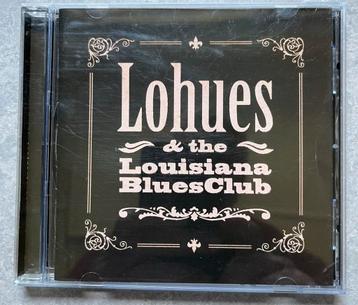 Lohues
& the
Louisiana
BluesClub